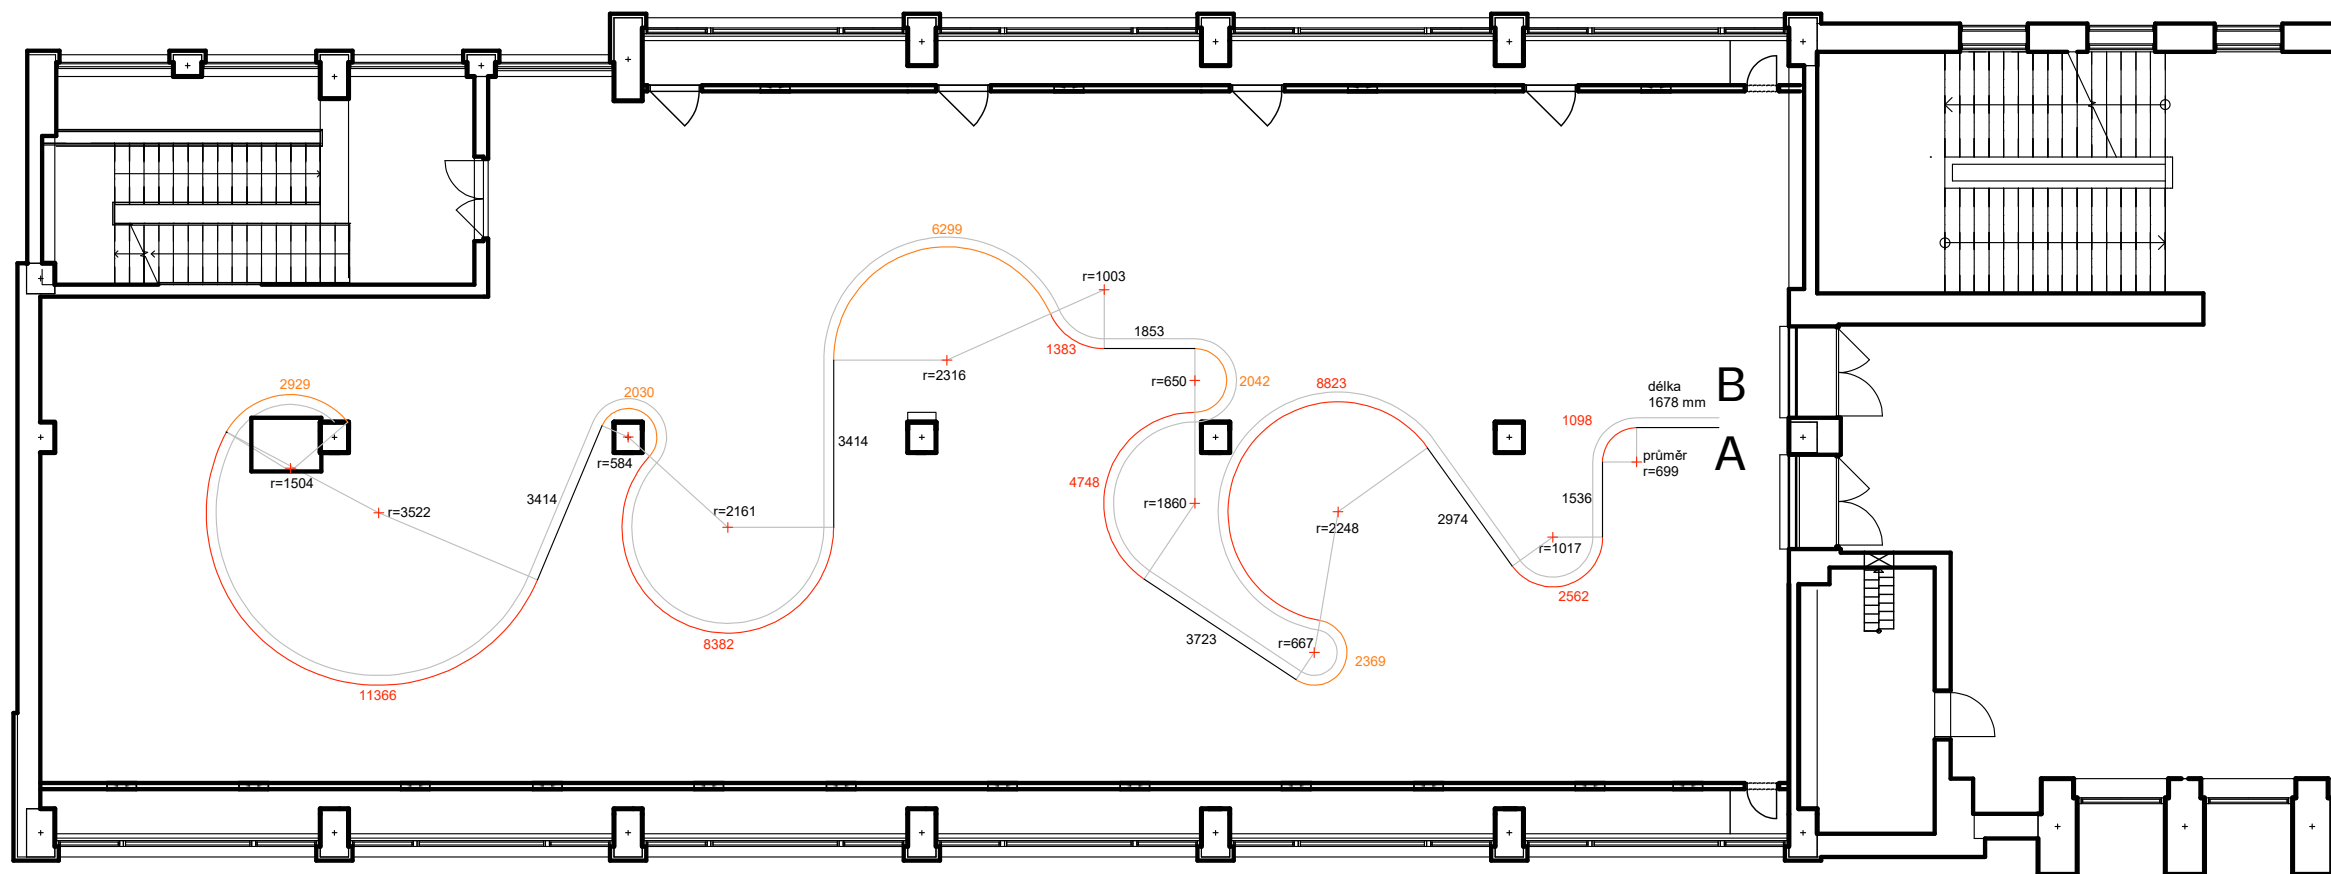 6299
r=1003
1853
1383
r=2316
r=650
2042
8823
délka
1678 mm
B
A
1098
průměr
r=699
2929
2030
r=584
3414
3414
r=1504
r=3522
r=2161
4748
r=1860
r=2248
2974
1536
r=1017
2562
8382
11366
3723
r=667
2369